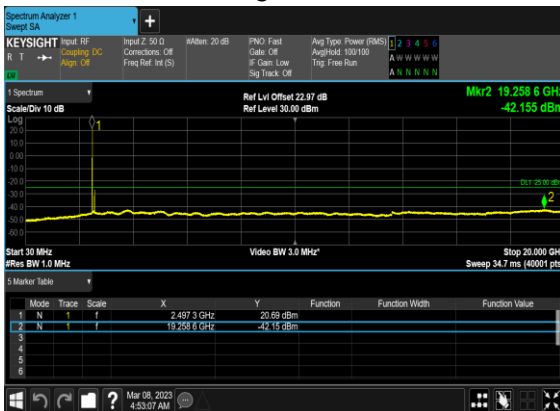 Spectrum Analyzer 1
Swept SA
+
KEYSIGHT Input: RF Input Z: 50 Ω #Atten: 20 dB PNO: Fast Avg Type: Power (RMS) 1 2 3 4 5 6
R T Coupling: DC Corrections: Off Gate: Off Avg|Hold: 100/100 A W W W W W
Align: Off Freq Ref: Int (S) IF Gain: Low Trig: Free Run
LV Sig Track: Off A N N N N N
1 Spectrum Ref Lvl Offset 22.97 dB Mkr2 19.258 6 GHz
Scale/Div 10 dB Ref Level 30.00 dBm -42.155 dBm
Log
20.0
10.0
0.00
-10.0
-20.0
-30.0
-40.0
-50.0
-60.0
1
DL1 -25.00 dBm
2
Start 30 MHz Video BW 3.0 MHz* Stop 20.000 GHz
#Res BW 1.0 MHz Sweep 34.7 ms (40001 pts)
5 Marker Table
Mode Trace Scale X Y Function Function Width Function Value
1 N 1 f 2.497 3 GHz 20.69 dBm
2 N 1 f 19.258 6 GHz -42.15 dBm
3
4
5
6
? Mar 08, 2023
4:53:07 AM